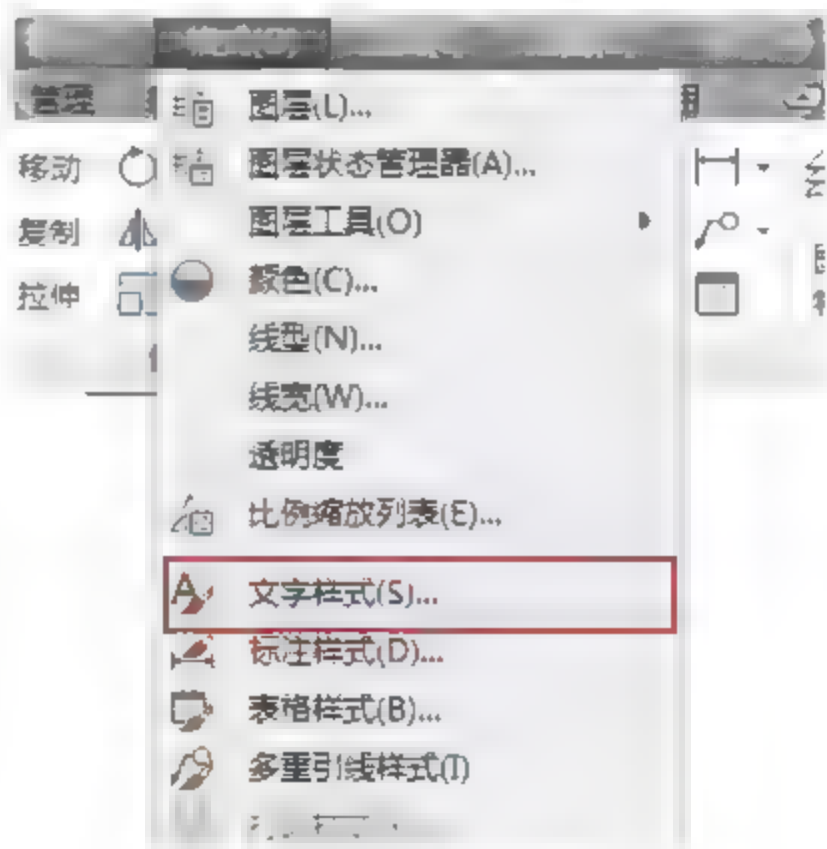 管理
图层(L)...
图层状态管理器(A)...
移动
图层工具(O)
复制
颜色(C)...
拉伸
线型(N)...
线宽(W)...
透明度
比例缩放列表(E)...
文字样式(S)...
标注样式(D)...
表格样式(B)...
多重引线样式(I)